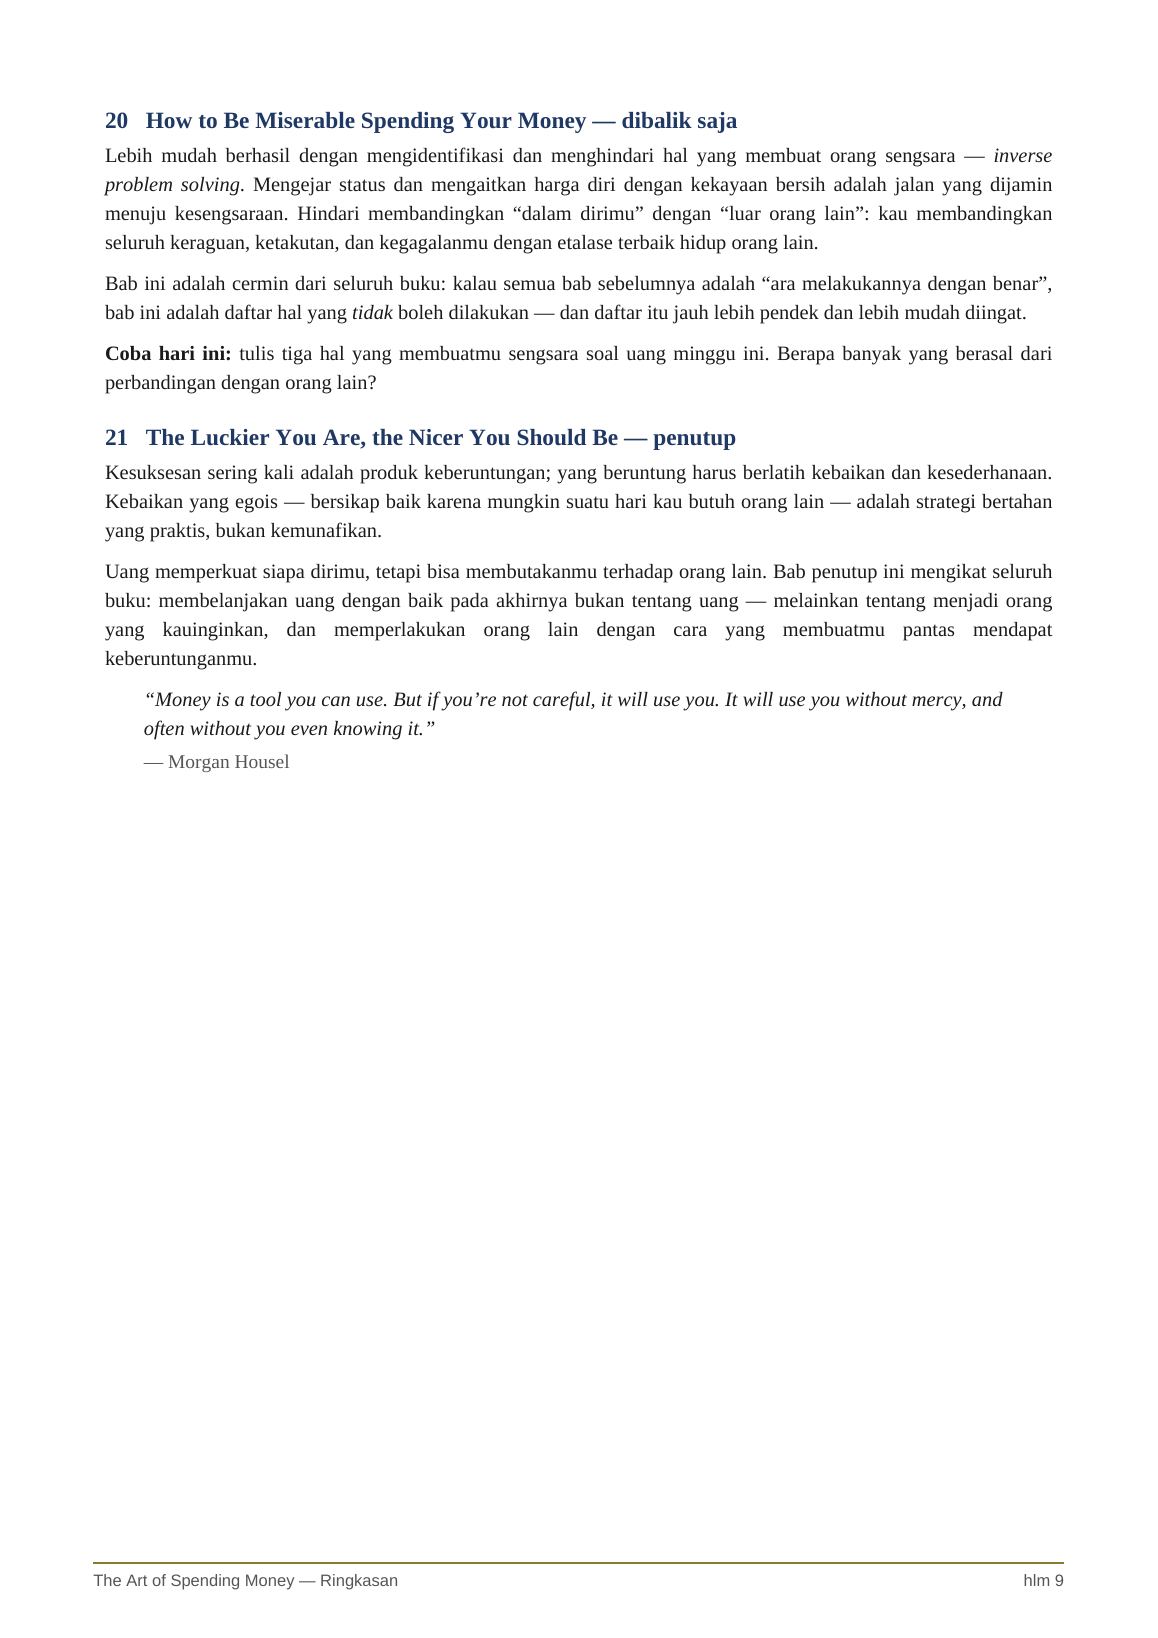 20 How to Be Miserable Spending Your Money — dibalik saja
Lebih mudah berhasil dengan mengidentifikasi dan menghindari hal yang membuat orang sengsara — inverse
problem solving. Mengejar status dan mengaitkan harga diri dengan kekayaan bersih adalah jalan yang dijamin
menuju kesengsaraan. Hindari membandingkan “dalam dirimu” dengan “luar orang lain”: kau membandingkan
seluruh keraguan, ketakutan, dan kegagalanmu dengan etalase terbaik hidup orang lain.
Bab ini adalah cermin dari seluruh buku: kalau semua bab sebelumnya adalah “ara melakukannya dengan benar”,
bab ini adalah daftar hal yang tidak boleh dilakukan — dan daftar itu jauh lebih pendek dan lebih mudah diingat.
Coba hari ini: tulis tiga hal yang membuatmu sengsara soal uang minggu ini. Berapa banyak yang berasal dari
perbandingan dengan orang lain?
21 The Luckier You Are, the Nicer You Should Be — penutup
Kesuksesan sering kali adalah produk keberuntungan; yang beruntung harus berlatih kebaikan dan kesederhanaan.
Kebaikan yang egois — bersikap baik karena mungkin suatu hari kau butuh orang lain — adalah strategi bertahan
yang praktis, bukan kemunafikan.
Uang memperkuat siapa dirimu, tetapi bisa membutakanmu terhadap orang lain. Bab penutup ini mengikat seluruh
buku: membelanjakan uang dengan baik pada akhirnya bukan tentang uang — melainkan tentang menjadi orang
yang kauinginkan, dan memperlakukan orang lain dengan cara yang membuatmu pantas mendapat
keberuntunganmu.
“Money is a tool you can use. But if you’re not careful, it will use you. It will use you without mercy, and
often without you even knowing it.”
— Morgan Housel
The Art of Spending Money — Ringkasan
hlm 9